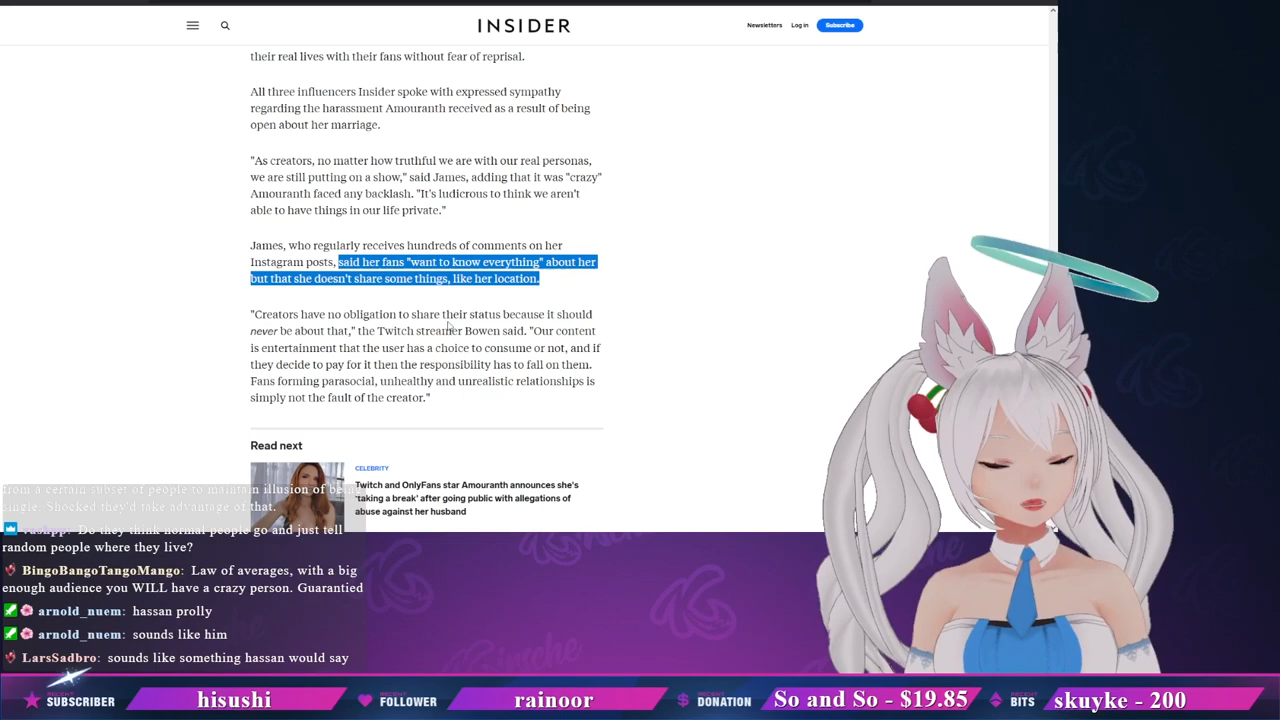 INSIDER
Newsletters Log in Subscribe
their real lives with their fans without fear of reprisal.
All three influencers Insider spoke with expressed sympathy
regarding the harassment Amouranth received as a result of being
open about her marriage.
"As creators, no matter how truthful we are with our real personas,
we are still putting on a show," said James, adding that it was "crazy"
Amouranth faced any backlash. "It's ludicrous to think we aren't
able to have things in our life private."
James, who regularly receives hundreds of comments on her
Instagram posts, said her fans "want to know everything" about her
but that she doesn't share some things, like her location.
"Creators have no obligation to share their status because it should
never be about that," the Twitch streamer Bowen said. "Our content
is entertainment that the user has a choice to consume or not, and if
they decide to pay for it then the responsibility has to fall on them.
Fans forming parasocial, unhealthy and unrealistic relationships is
simply not the fault of the creator."
Read next
CELEBRITY
Twitch and OnlyFans star Amouranth announces she's
'taking a break' after going public with allegations of
abuse against her husband
from a certain subset of people to maintain illusion of being
single. Shocked they'd take advantage of that.
Do they think normal people go and just tell
random people where they live?
BingoBangoTangoMango: Law of averages, with a big
enough audience you WILL have a crazy person. Guarantied
arnold_nuem: hassan prolly
arnold_nuem: sounds like him
LarsSadbro: sounds like something hassan would say
RECENT SUBSCRIBER hisushi RECENT FOLLOWER rainoor RECENT DONATION So and So - $19.85 RECENT BITS skuyke - 200